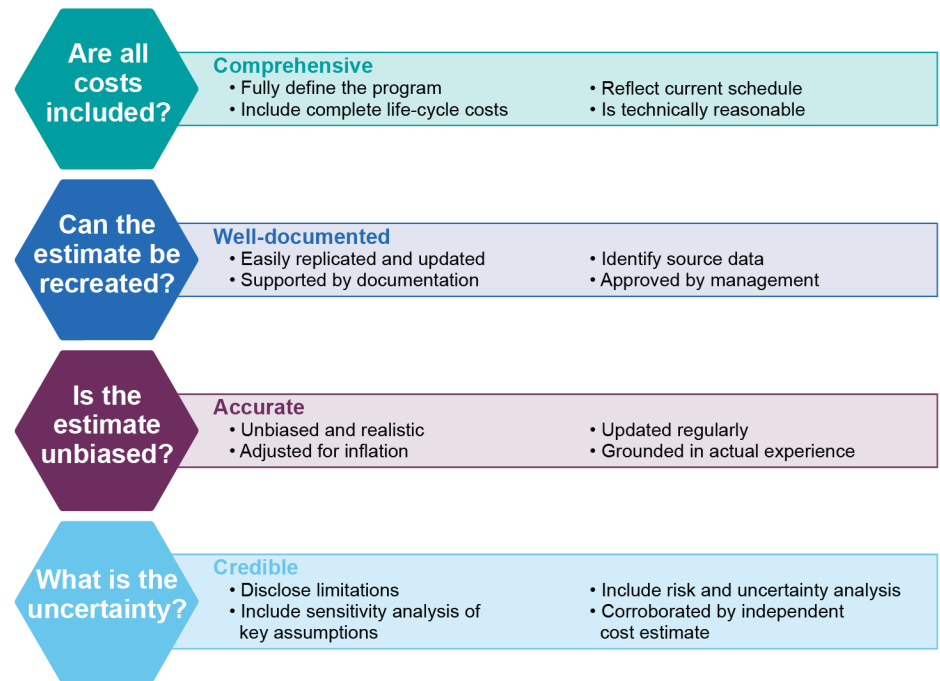 Are all
costs
included?
Comprehensive
• Fully define the program
• Include complete life-cycle costs
• Reflect current schedule
• Is technically reasonable
Can the
estimate be
recreated?
Well-documented
• Easily replicated and updated
• Supported by documentation
• Identify source data
• Approved by management
Is the
estimate
unbiased?
Accurate
• Unbiased and realistic
• Adjusted for inflation
• Updated regularly
• Grounded in actual experience
What is the
uncertainty?
Credible
• Disclose limitations
• Include sensitivity analysis of
key assumptions
• Include risk and uncertainty analysis
• Corroborated by independent
cost estimate